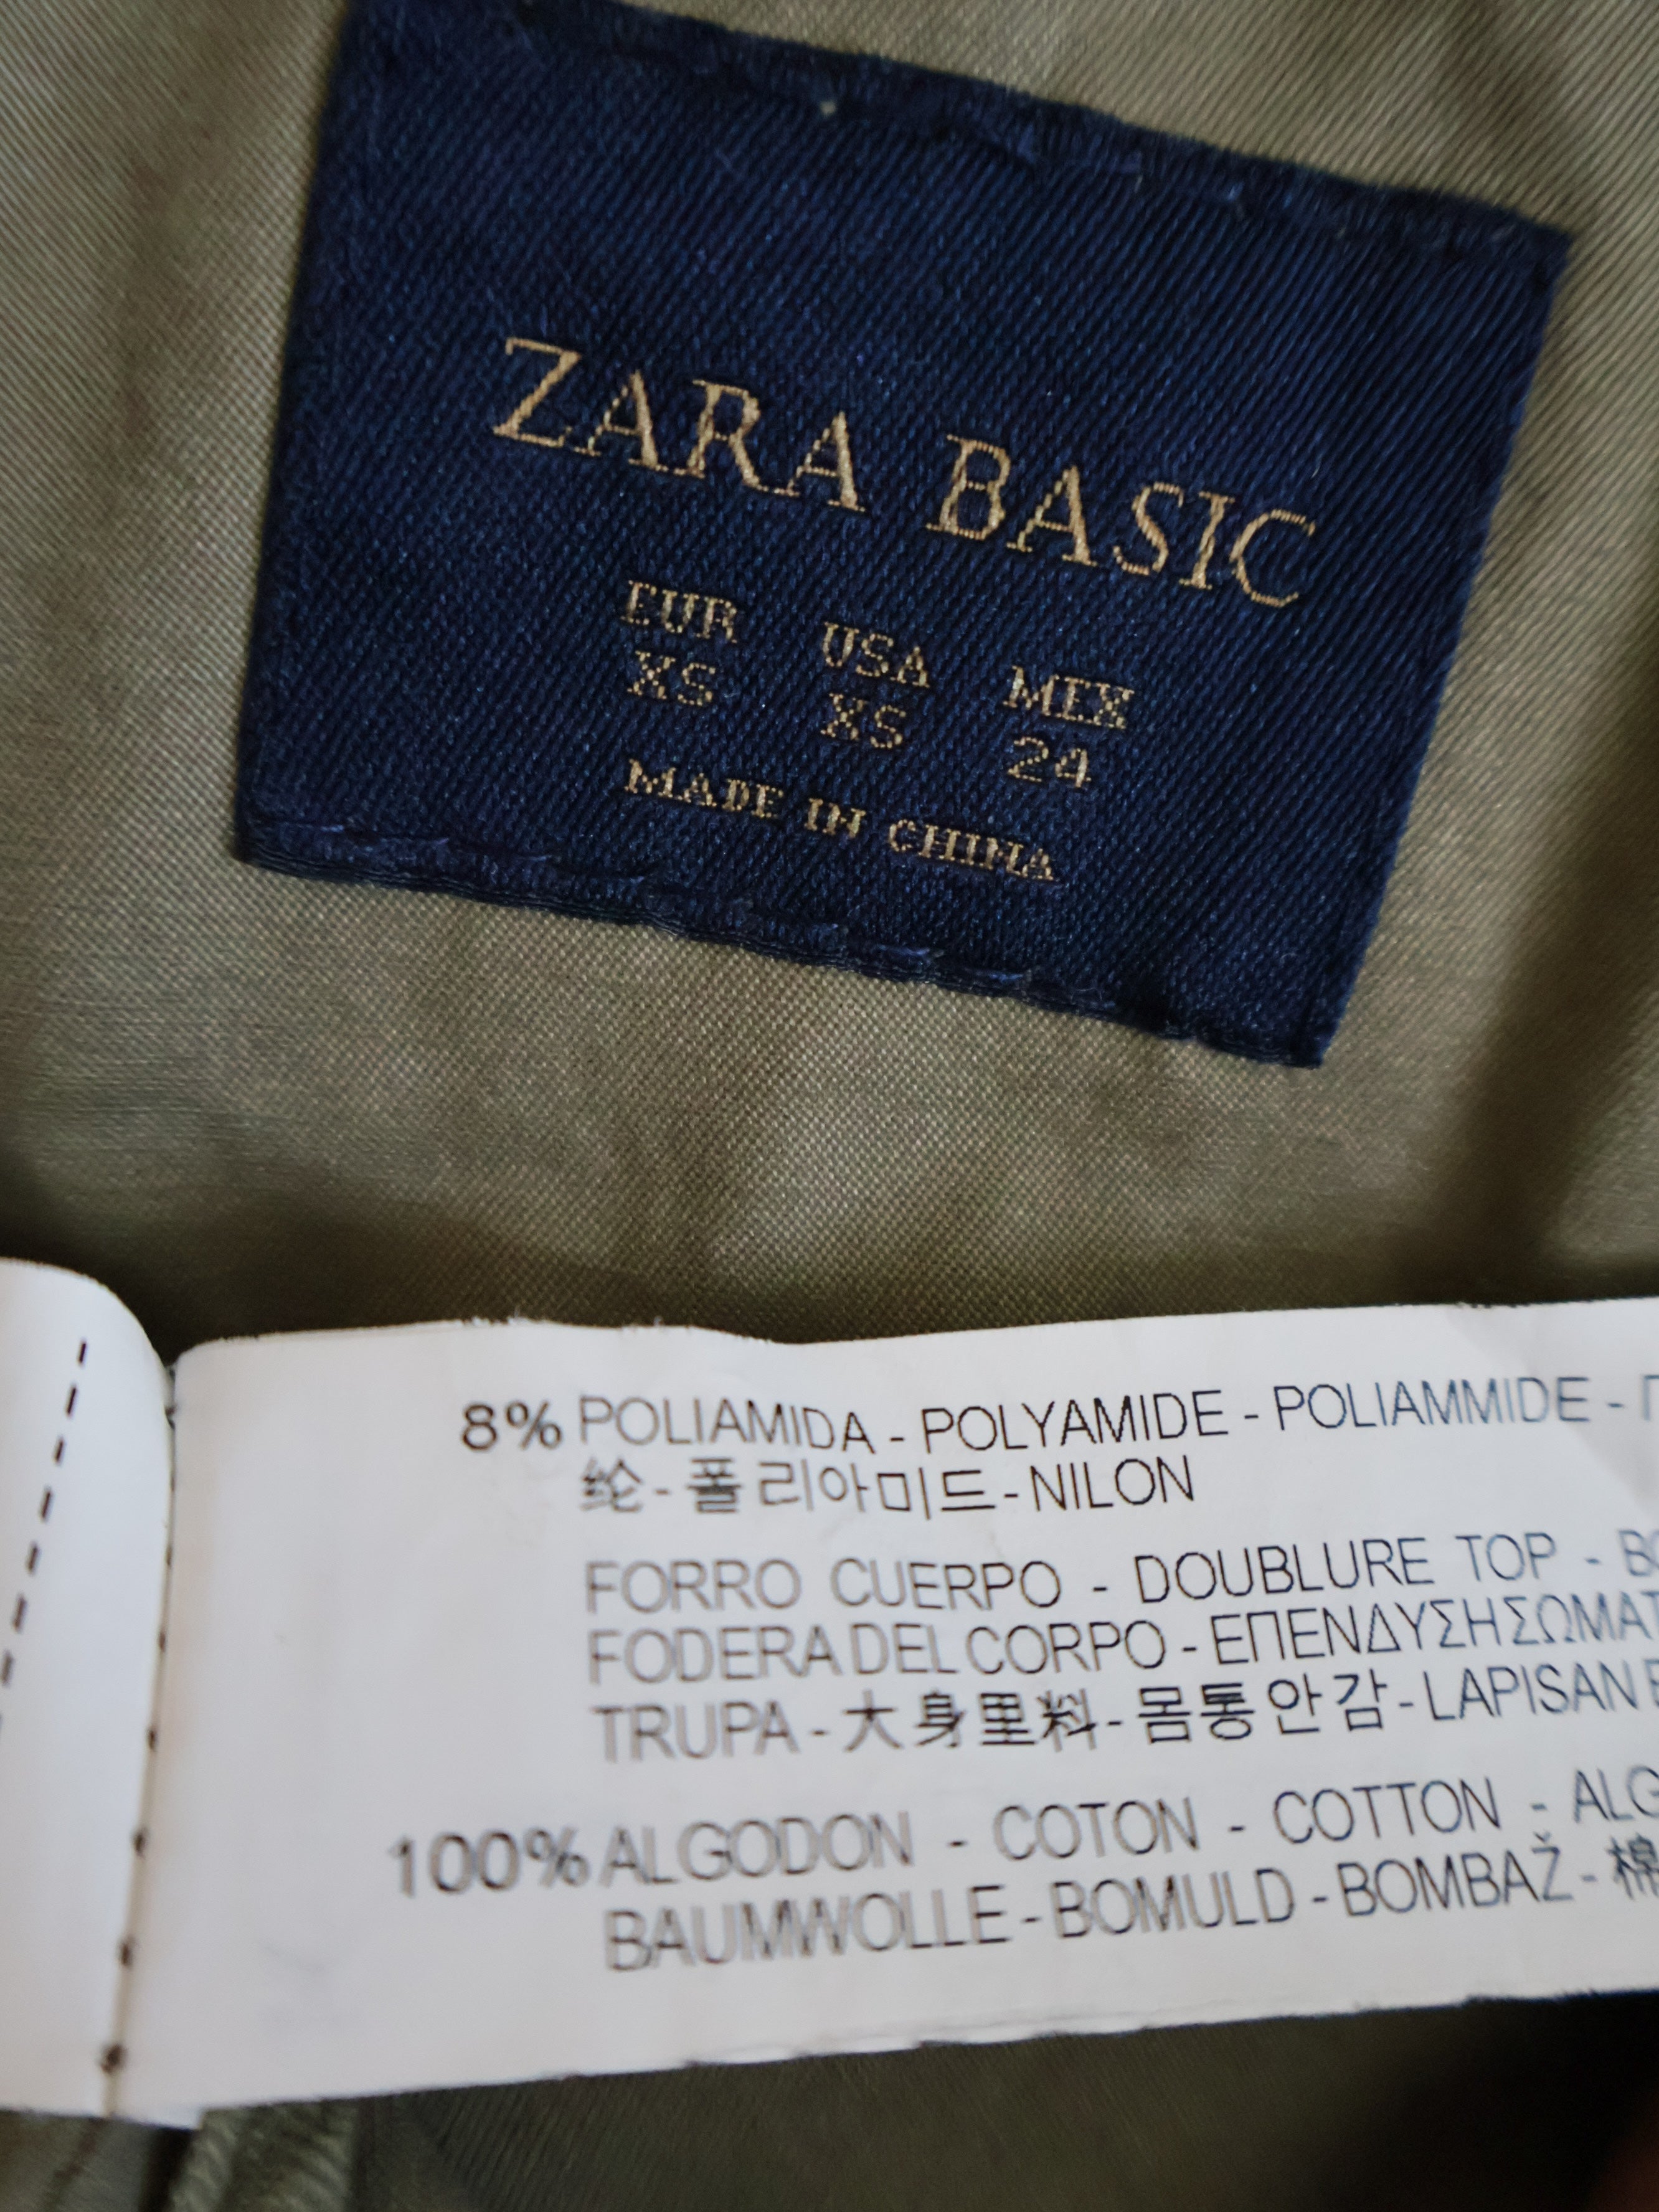 ZARA BASIC
EUR USA MEX
XS XS 24
MADE IN CHINA
8% POLIAMIDA - POLYAMIDE - POLIAMMIDE -
纶 - 폴리아미드 - NILON
FORRO CUERPO - DOUBLURE TOP -
FODERA DEL CORPO - ΕΠΕΝΔΥΣΗ ΣΩΜΑΤ
TRUPA - 大身里料 - 몸통안감 - LAPISAN
100% ALGODON - COTON - COTTON - ALG
BAUMWOLLE - BOMULD - BOMBAŽ - 棉